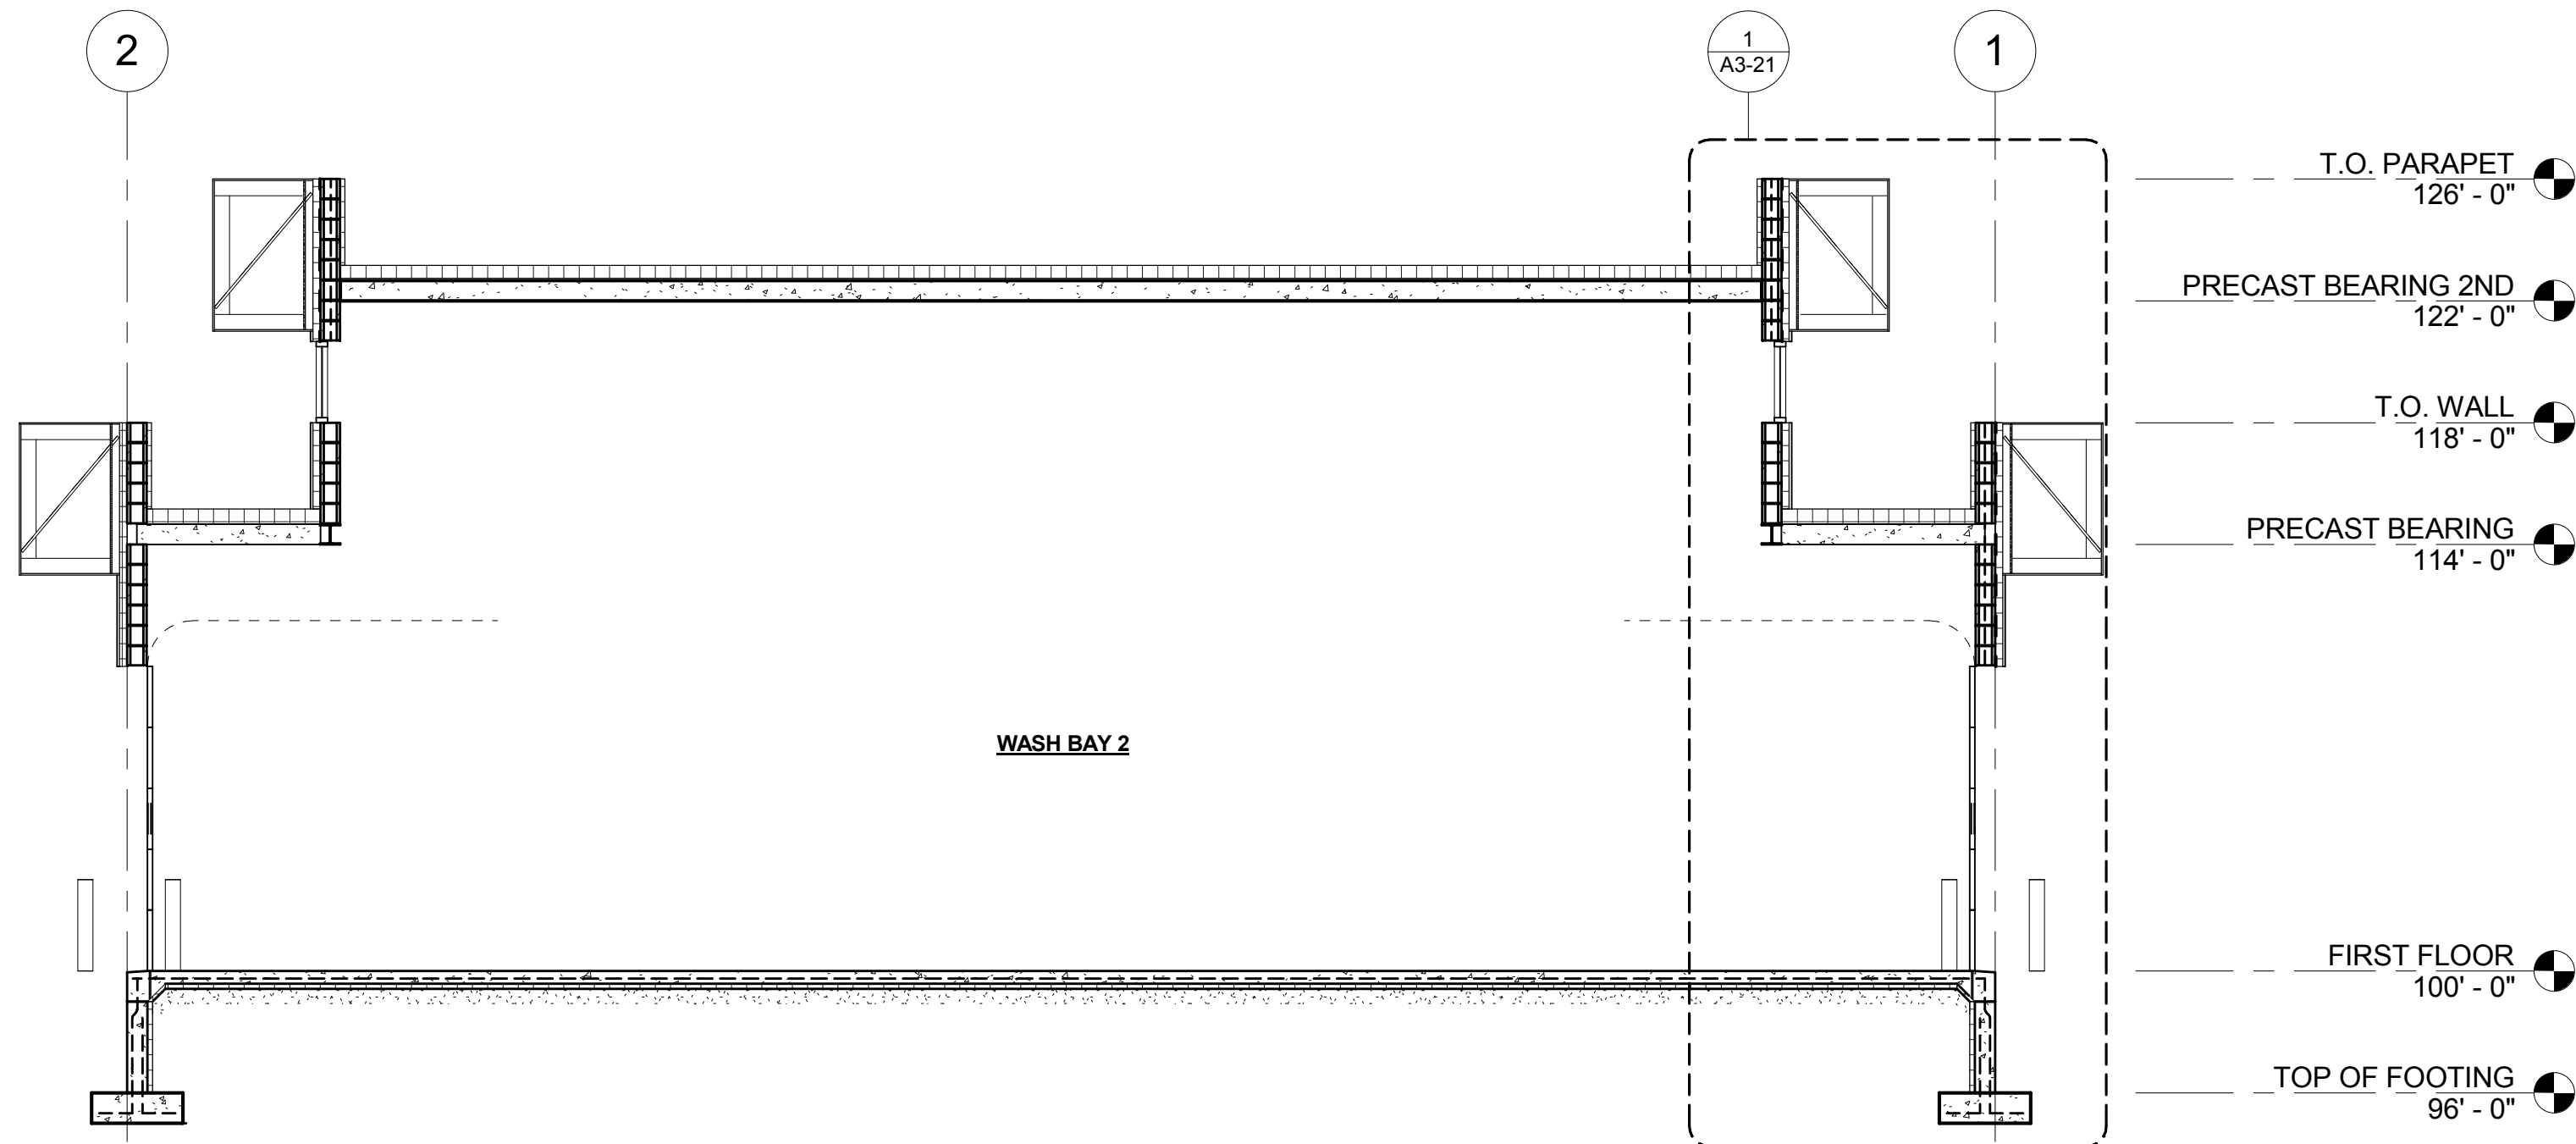 2
1
A3-21
1
T.O. PARAPET
126' - 0"
PRECAST BEARING 2ND
122' - 0"
T.O. WALL
118' - 0"
PRECAST BEARING
114' - 0"
WASH BAY 2
FIRST FLOOR
100' - 0"
TOP OF FOOTING
96' - 0"